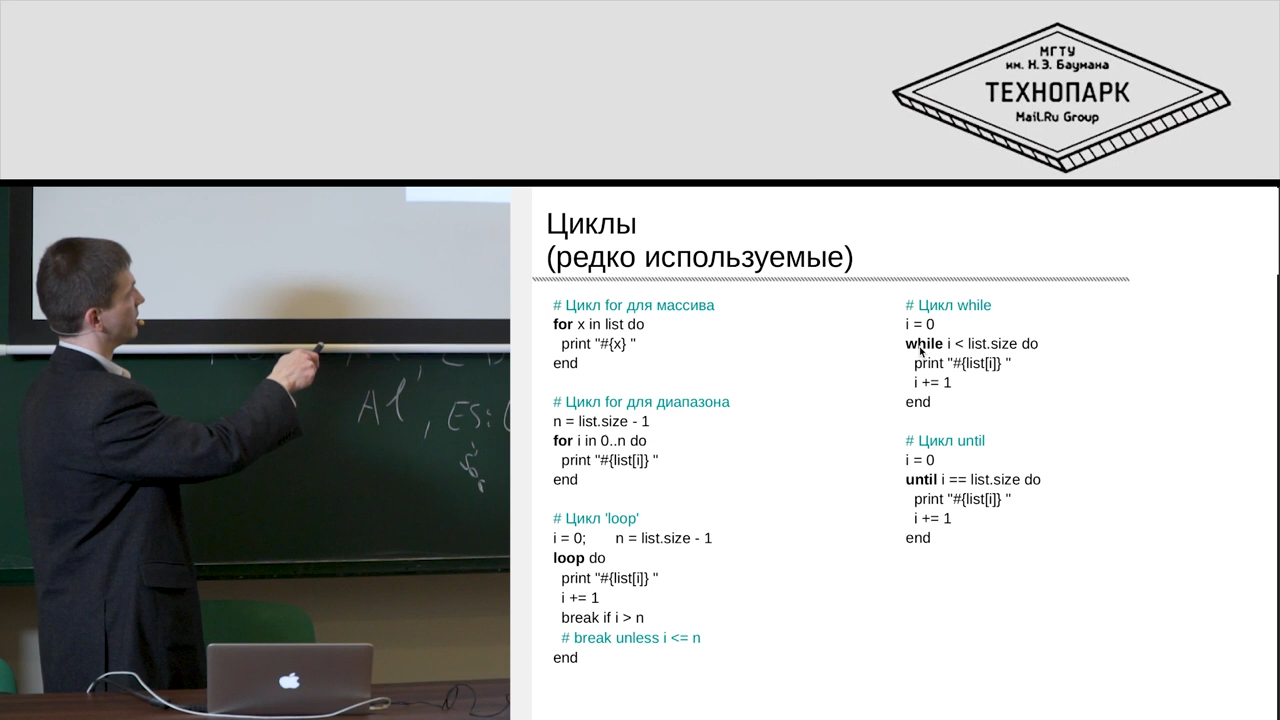 МГТУ
им. Н.Э. Баумана
ТЕХНОПАРК
Mail.Ru Group
Циклы
(редко используемые)
# Цикл for для массива
for x in list do
print "#{x} "
end
# Цикл for для диапазона
n = list.size - 1
for i in 0..n do
print "#{list[i]} "
end
# Цикл 'loop'
i = 0; n = list.size - 1
loop do
print "#{list[i]} "
i += 1
break if i > n
# break unless i <= n
end
# Цикл while
i = 0
while i < list.size do
print "#{list[i]} "
i += 1
end
# Цикл until
i = 0
until i == list.size do
print "#{list[i]} "
i += 1
end